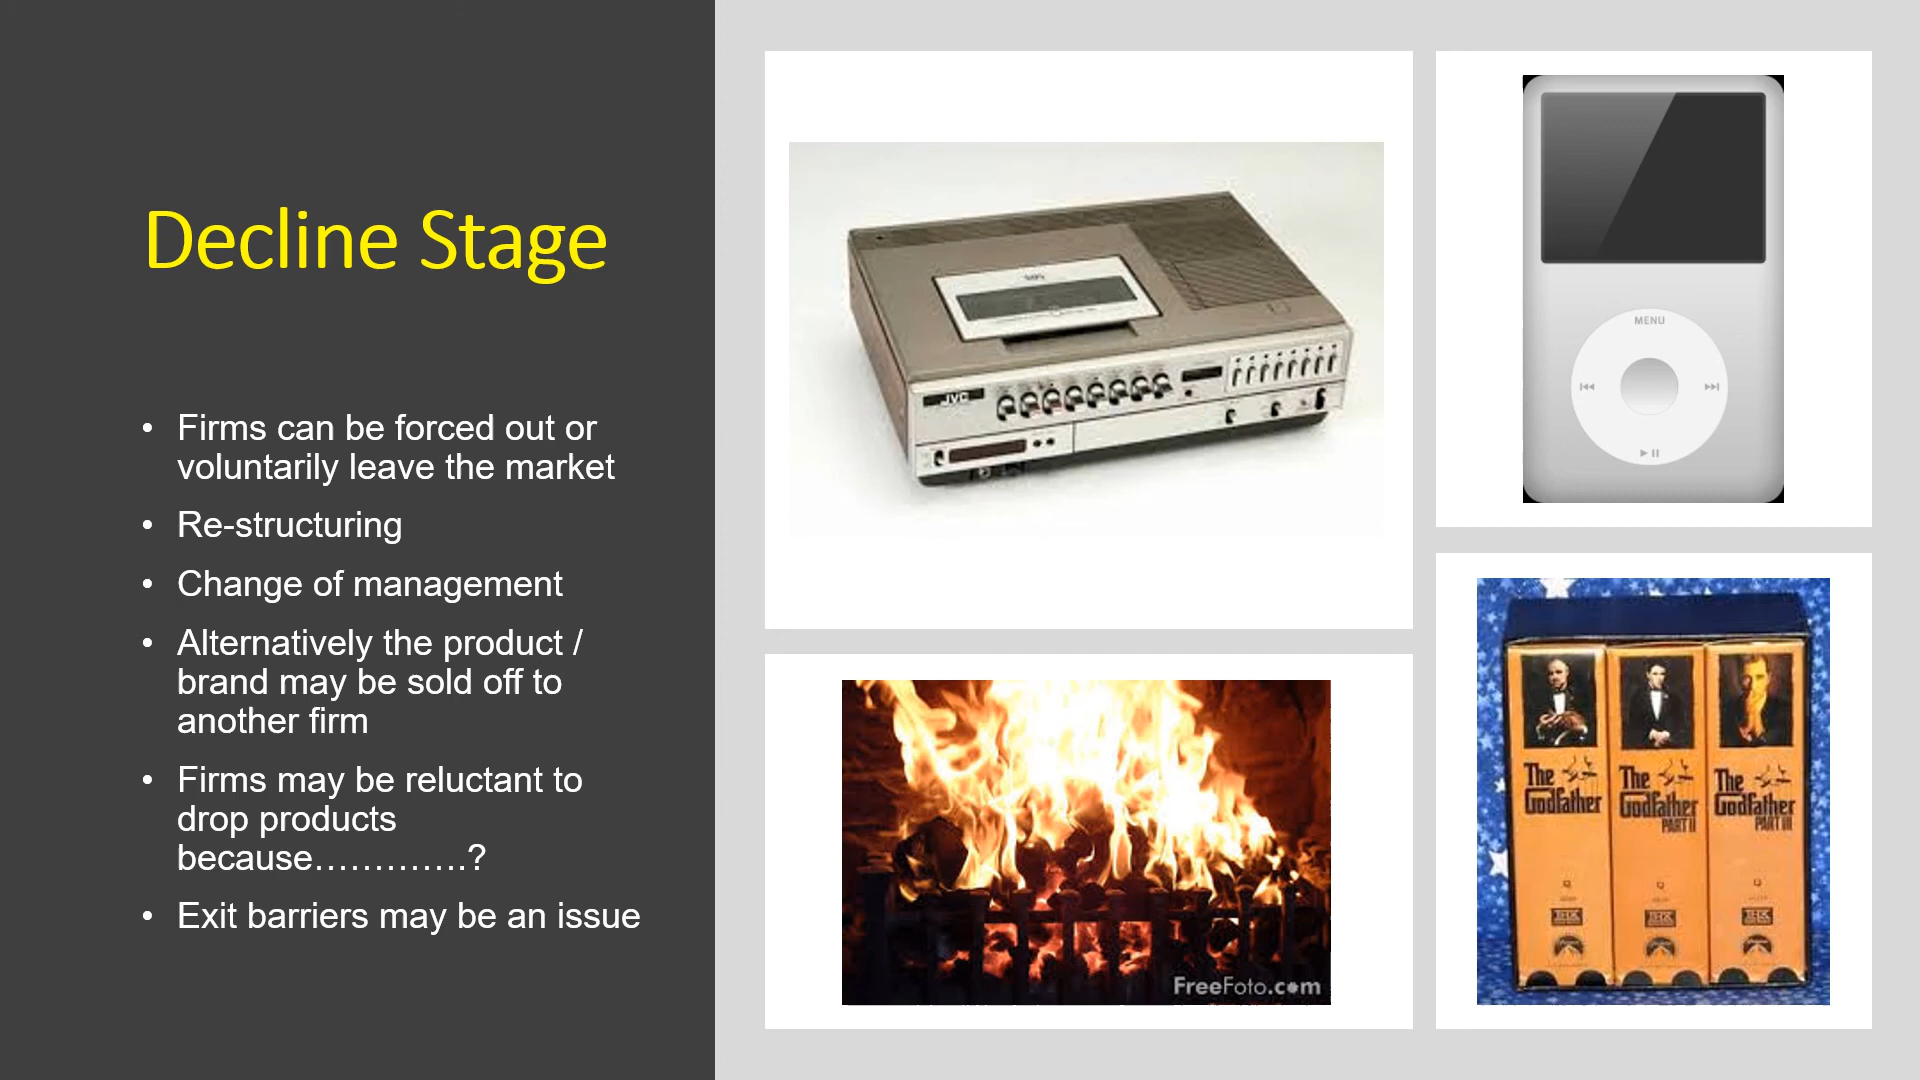 Decline Stage
• Firms can be forced out or
voluntarily leave the market
• Re-structuring
• Change of management
• Alternatively the product /
brand may be sold off to
another firm
• Firms may be reluctant to
drop products
because………….?
• Exit barriers may be an issue
JVC
MENU
FreeFoto.com
The
Godfather
The
Godfather
PART II
The
Godfather
PART III